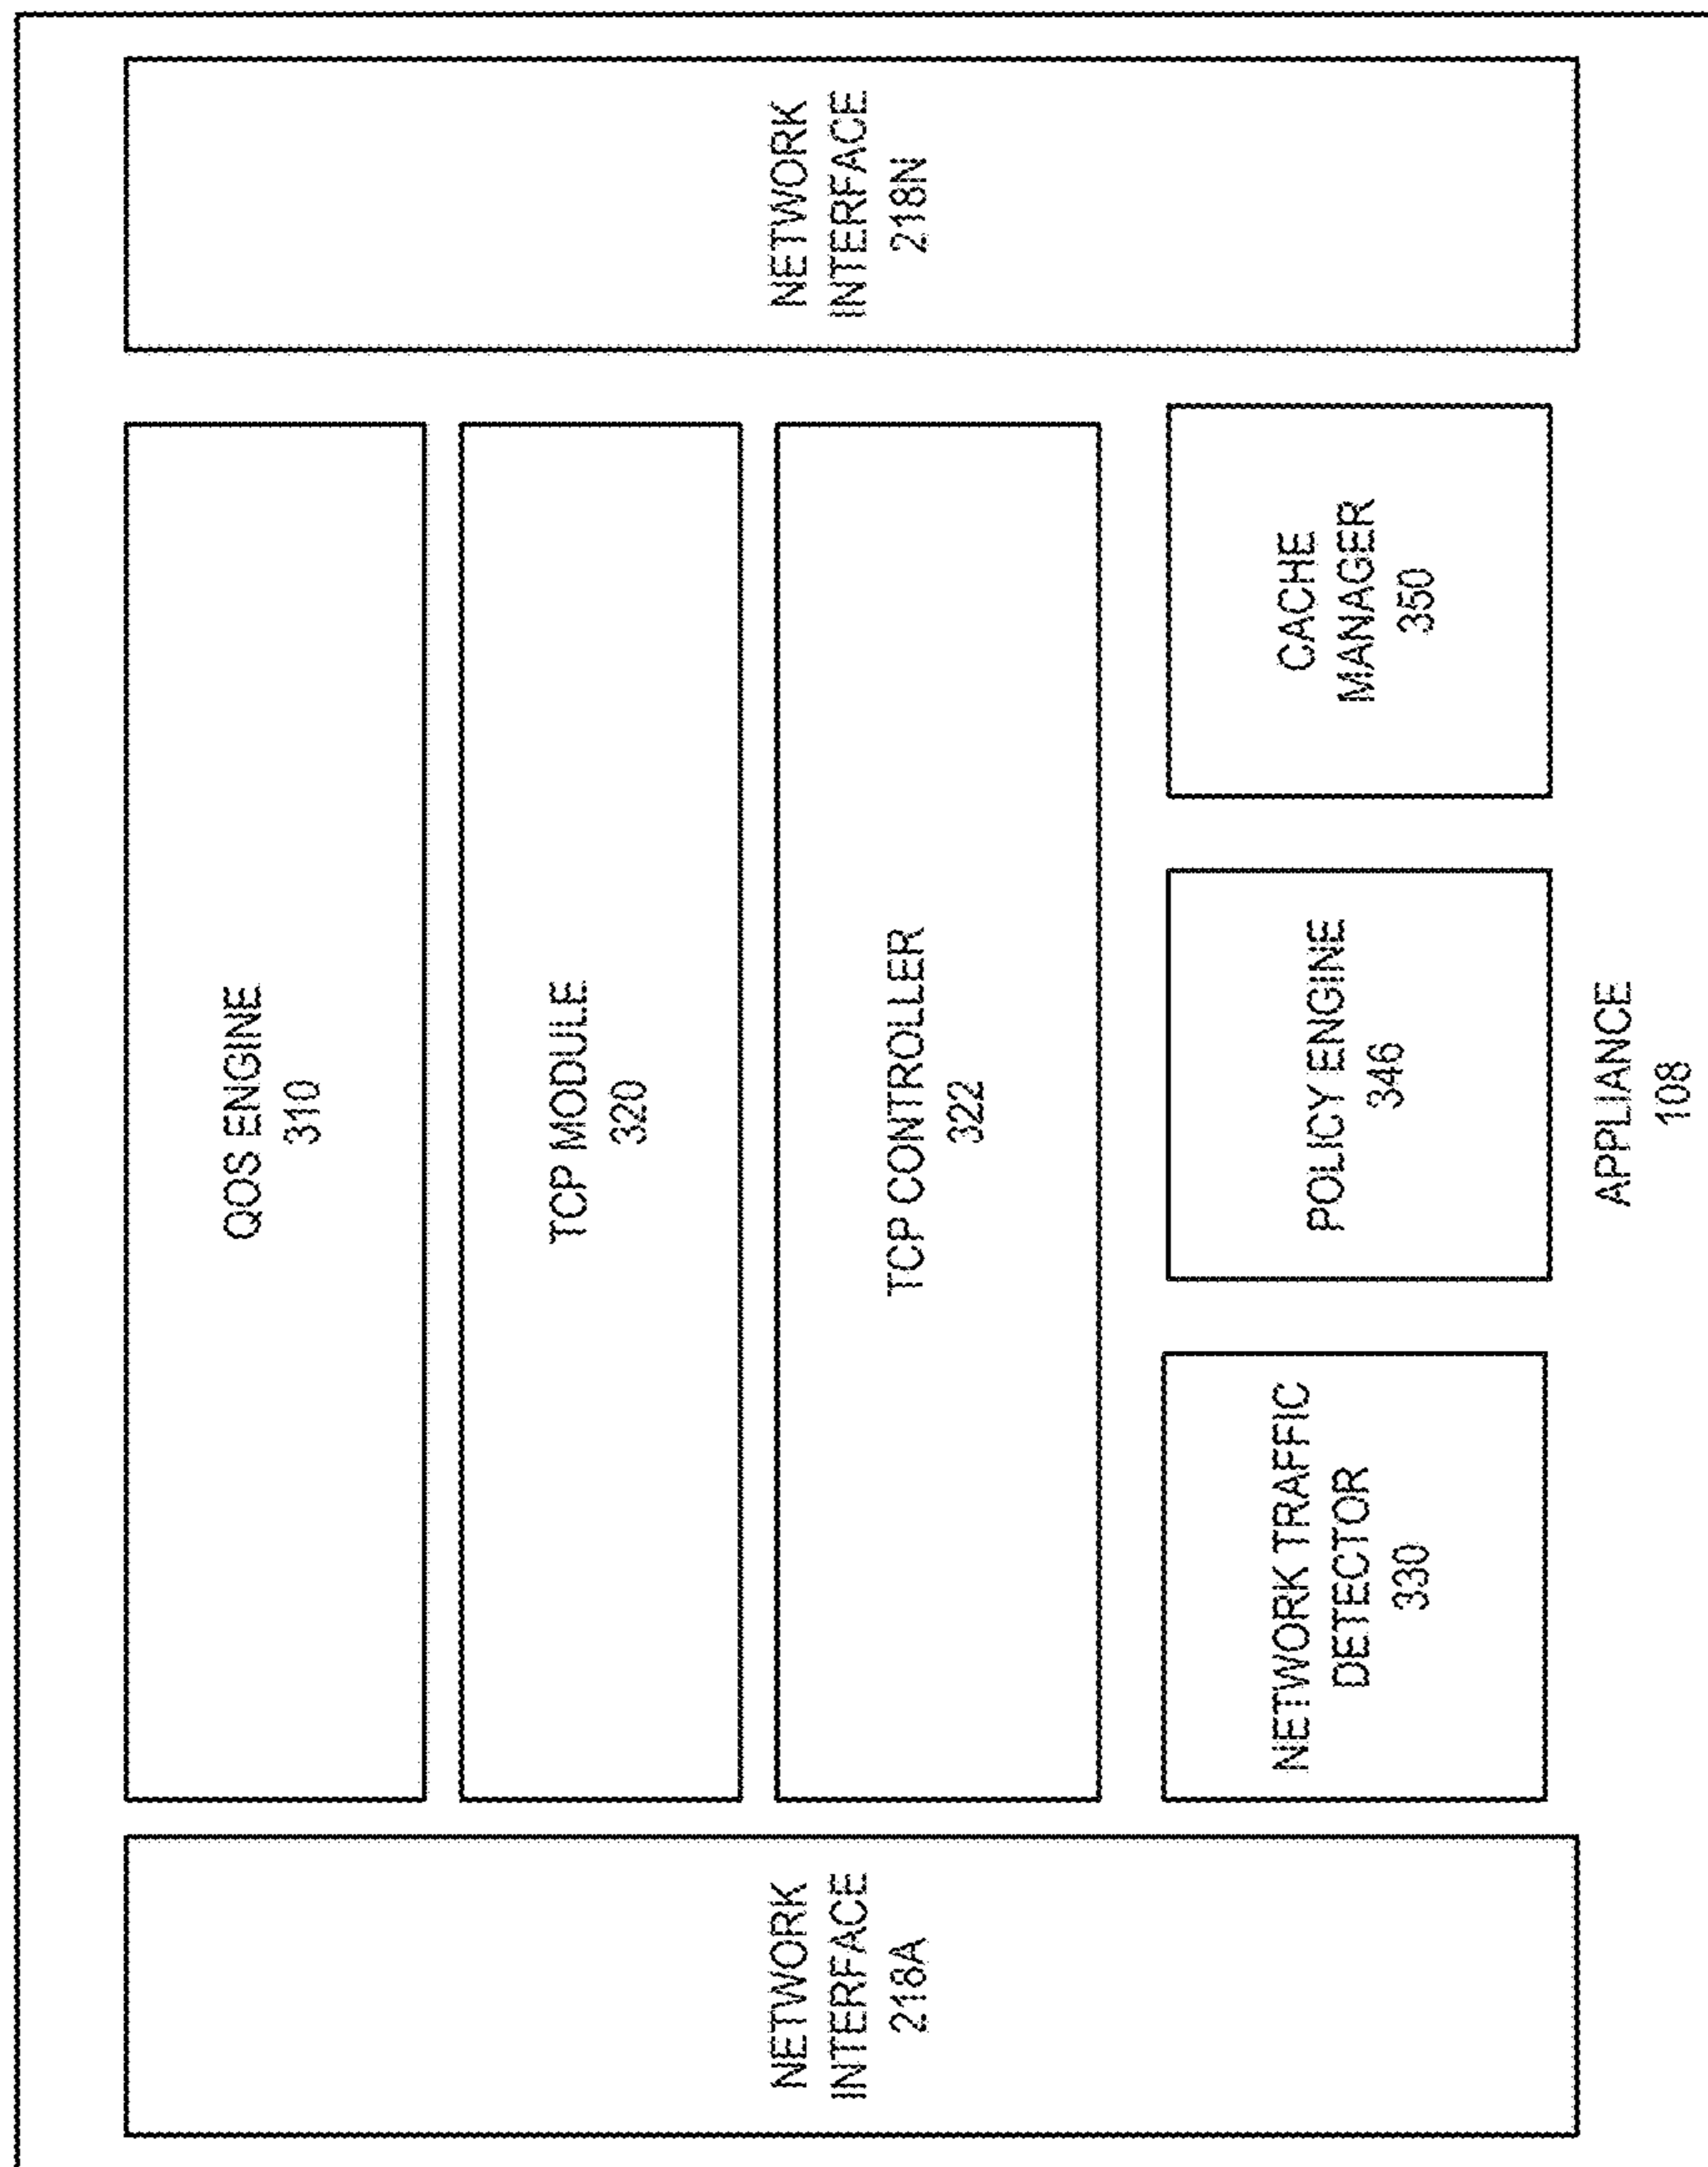 NETWORK
INTERFACE
218A
QOS ENGINE
310
TCP MODULE
320
TCP CONTROLLER
322
NETWORK TRAFFIC
DETECTOR
330
POLICY ENGINE
346
CACHE
MANAGER
350
NETWORK
INTERFACE
218N
APPLIANCE
108